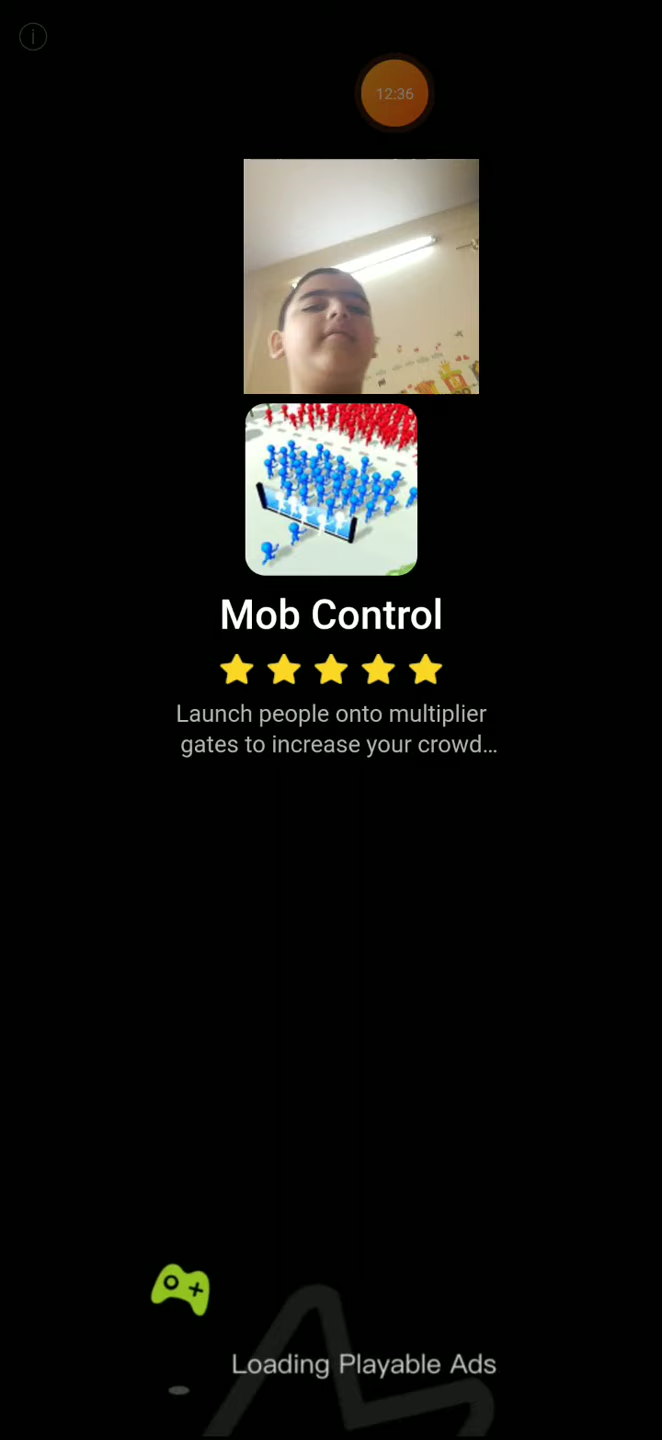 12:36
Mob Control
Launch people onto multiplier
gates to increase your crowd…
Loading Playable Ads